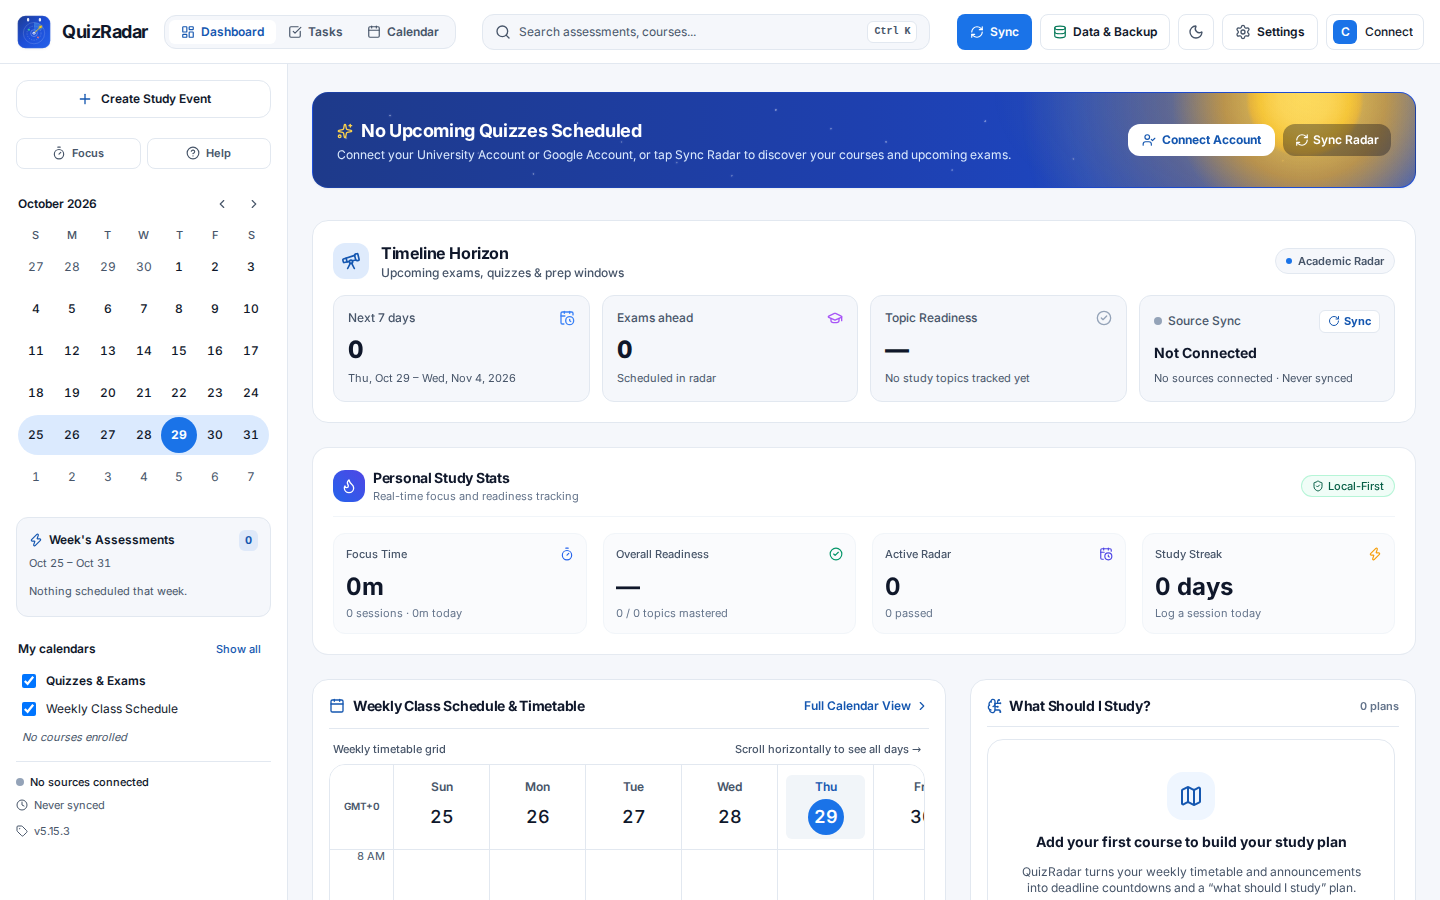 QuizRadar
Dashboard
Tasks
Calendar
Search assessments, courses...
Ctrl K
Sync
Data & Backup
Settings
C
Connect
Create Study Event
Focus
Help
October 2026
S M T W T F S
27 28 29 30 1 2 3
4 5 6 7 8 9 10
11 12 13 14 15 16 17
18 19 20 21 22 23 24
25 26 27 28 29 30 31
1 2 3 4 5 6 7
Week's Assessments
0
Oct 25 – Oct 31
Nothing scheduled that week.
My calendars
Show all
Quizzes & Exams
Weekly Class Schedule
No courses enrolled
No sources connected
Never synced
v5.15.3
No Upcoming Quizzes Scheduled
Connect your University Account or Google Account, or tap Sync Radar to discover your courses and upcoming exams.
Connect Account
Sync Radar
Timeline Horizon
Upcoming exams, quizzes & prep windows
Academic Radar
Next 7 days
0
Thu, Oct 29 – Wed, Nov 4, 2026
Exams ahead
0
Scheduled in radar
Topic Readiness
—
No study topics tracked yet
Source Sync
Sync
Not Connected
No sources connected · Never synced
Personal Study Stats
Real-time focus and readiness tracking
Local-First
Focus Time
0m
0 sessions · 0m today
Overall Readiness
—
0 / 0 topics mastered
Active Radar
0
0 passed
Study Streak
0 days
Log a session today
Weekly Class Schedule & Timetable
Full Calendar View
Weekly timetable grid
Scroll horizontally to see all days →
GMT+0
Sun 25
Mon 26
Tue 27
Wed 28
Thu 29
8 AM
What Should I Study?
0 plans
Add your first course to build your study plan
QuizRadar turns your weekly timetable and announcements
into deadline countdowns and a “what should I study” plan.